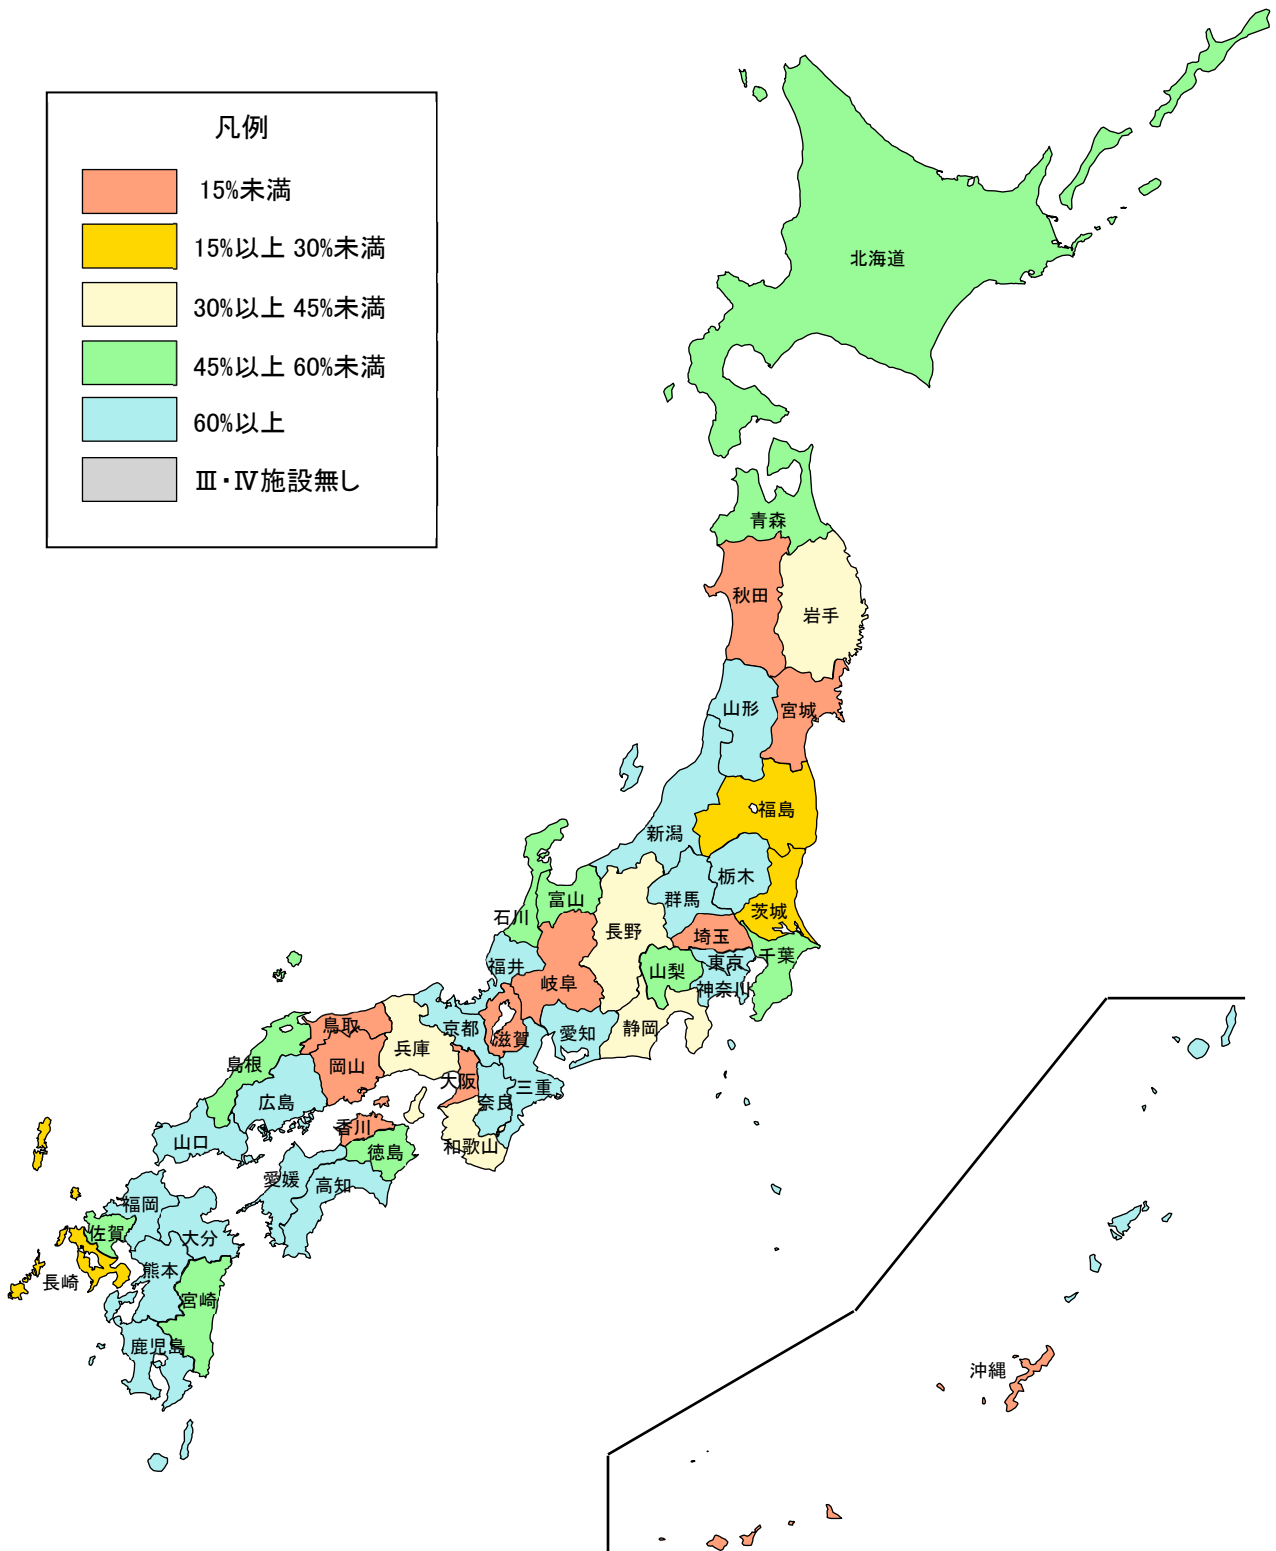 凡例
15%未満
15%以上 30%未満
30%以上 45%未満
45%以上 60%未満
60%以上
Ⅲ・Ⅳ施設無し
北海道
青森
秋田
岩手
山形
宮城
福島
新潟
栃木
群馬
茨城
富山
石川
長野
埼玉
千葉
東京
福井
山梨
岐阜
神奈川
鳥取
京都
愛知
静岡
滋賀
兵庫
島根
岡山
大阪
三重
広島
奈良
香川
山口
和歌山
徳島
愛媛
高知
福岡
佐賀
大分
熊本
長崎
宮崎
鹿児島
沖縄